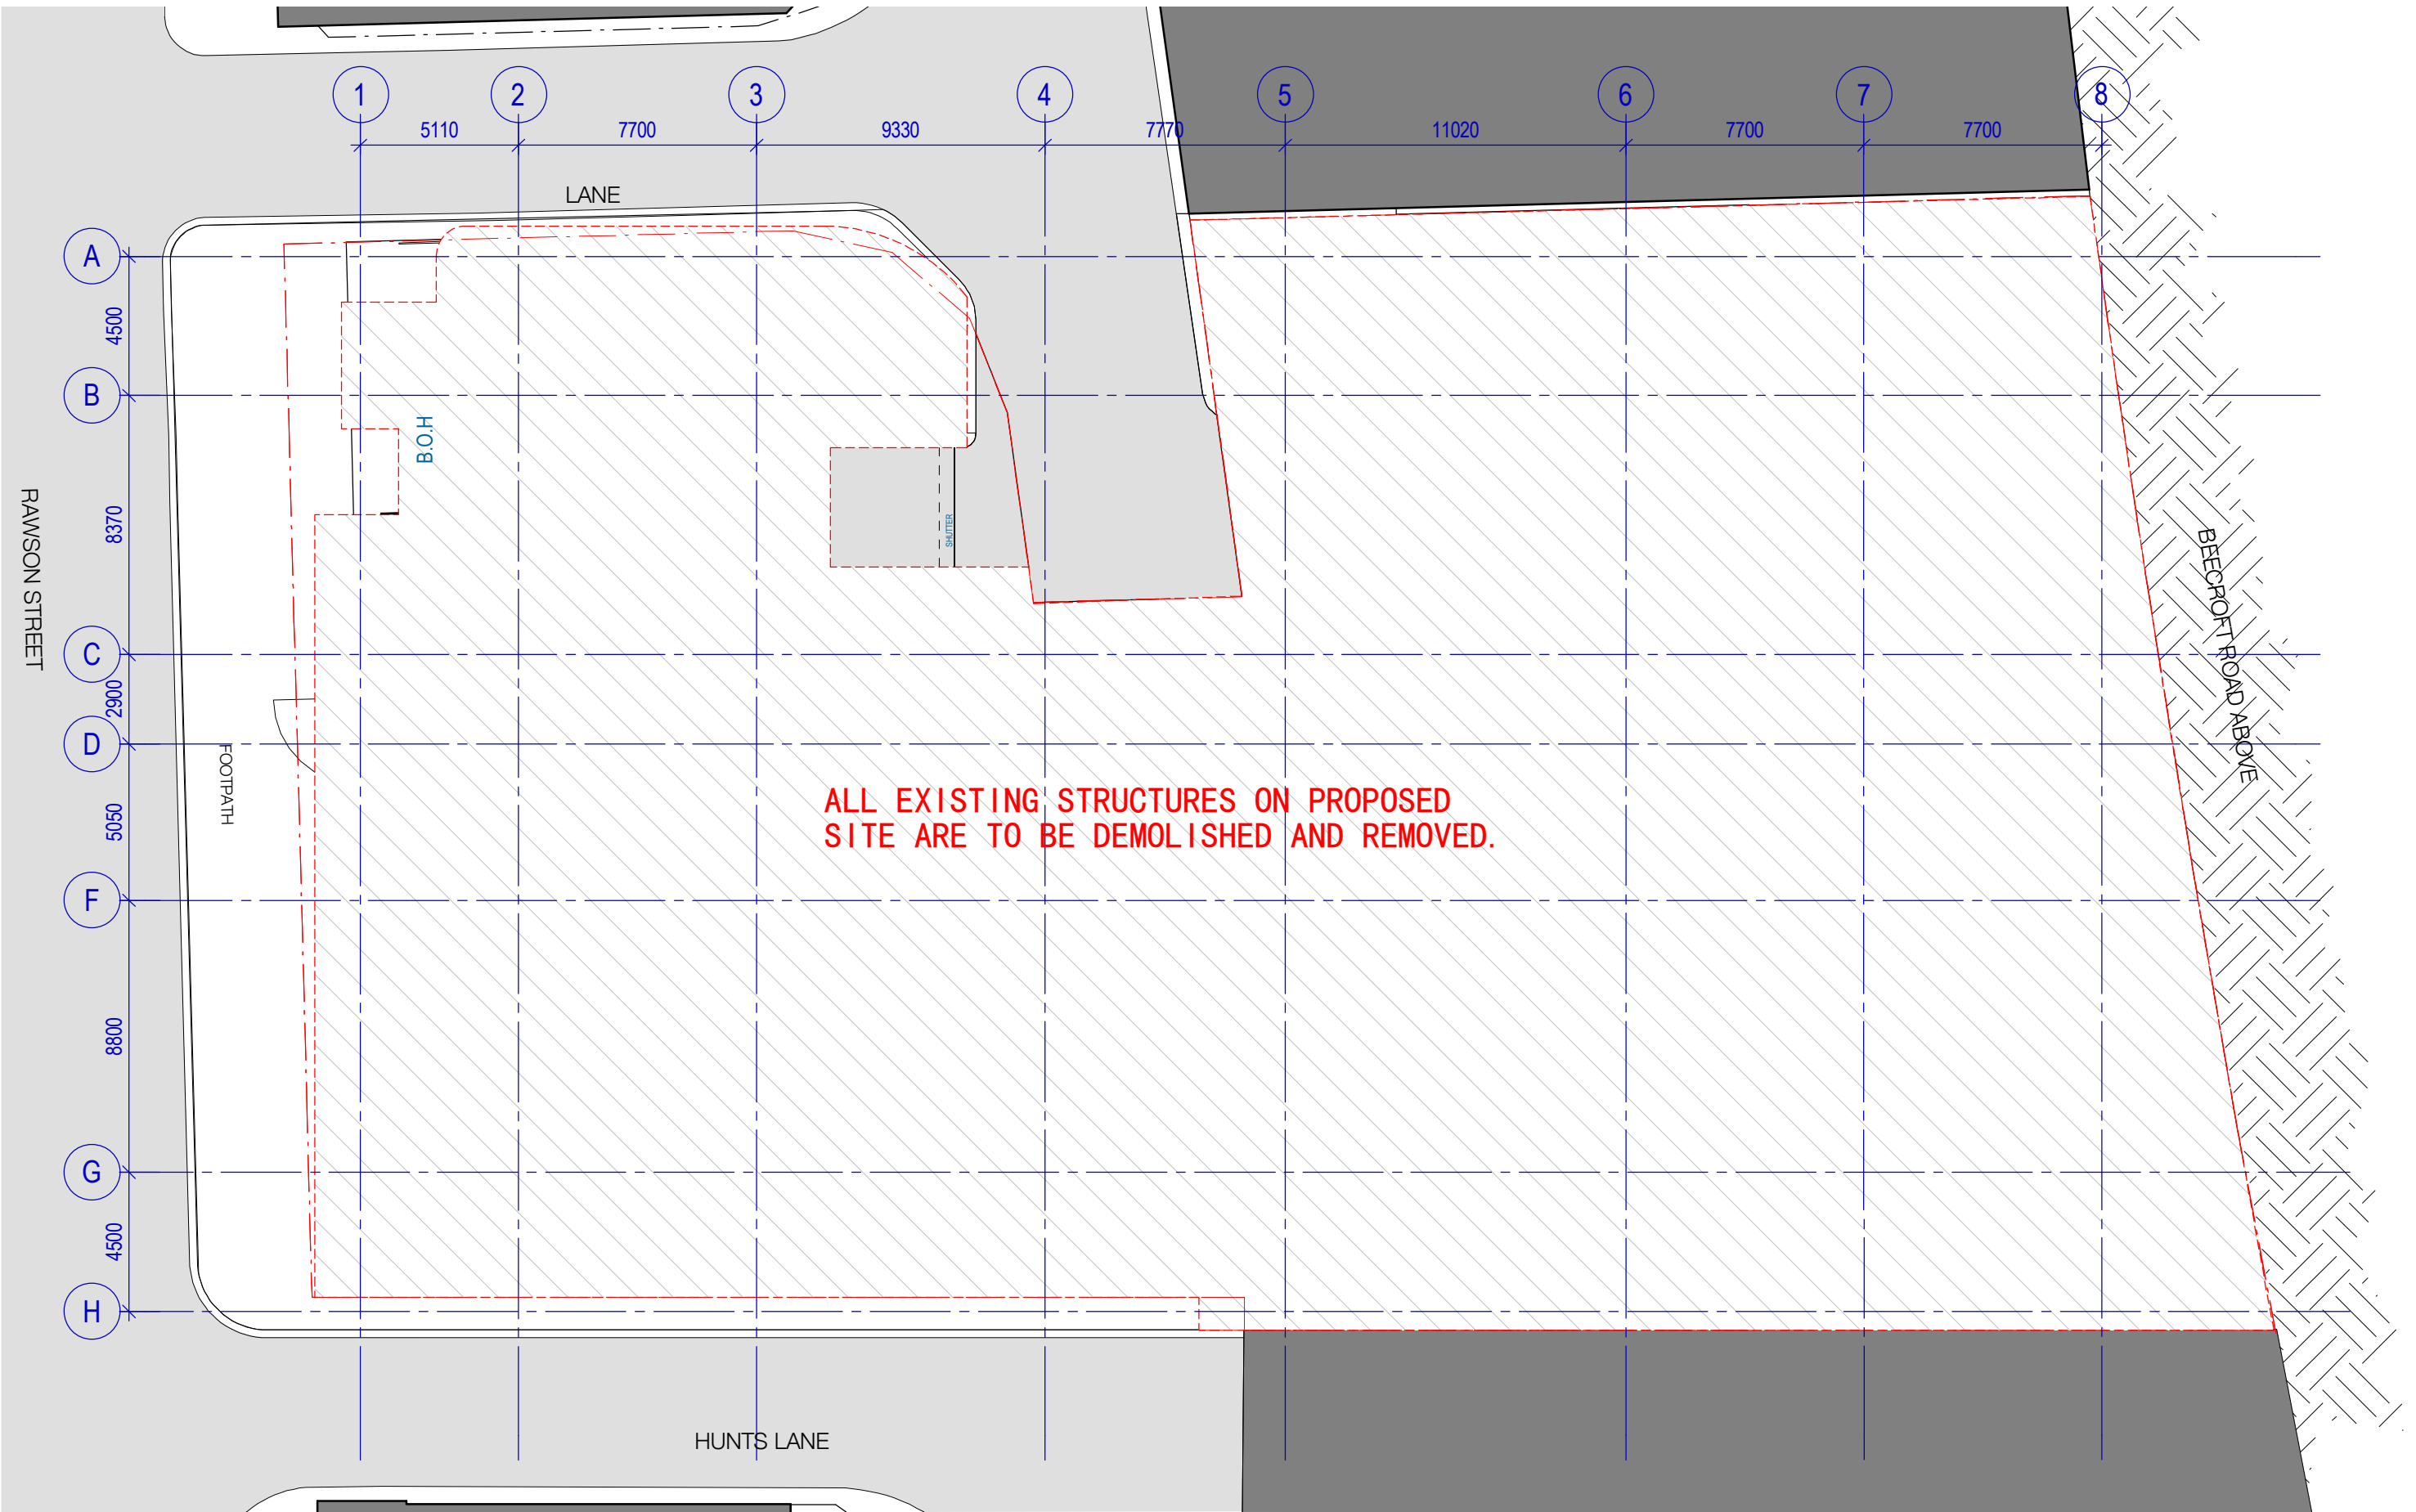 1 2 3 4 5 6 7 8
5110 7700 9330 7770 11020 7700 7700
LANE
A
4500
B
B.O.H
8370
SHUTTER
RAWSON STREET
BEECROFT ROAD ABOVE
C
2900
D
FOOTPATH
5050
ALL EXISTING STRUCTURES ON PROPOSED
SITE ARE TO BE DEMOLISHED AND REMOVED.
F
8800
G
4500
H
HUNTS LANE